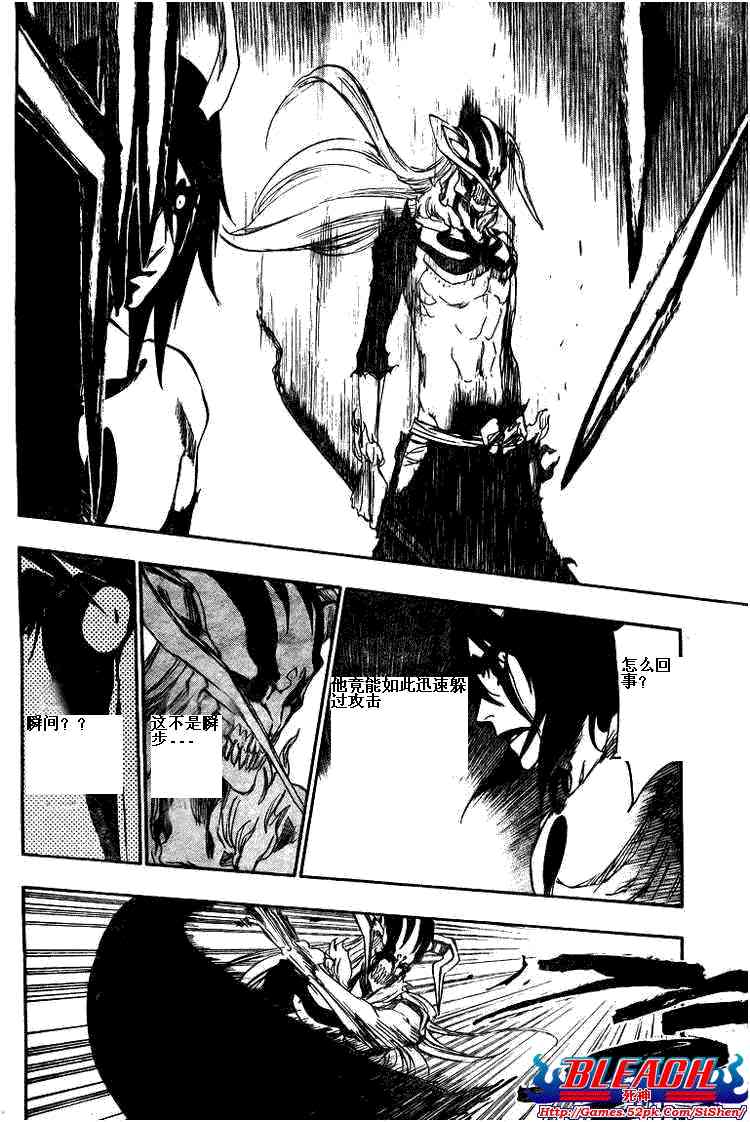 怎么回
事?
他竟能如此迅速躲
过攻击
这不是瞬
步---
瞬间??
BLEACH
死神
Http://Games.52pk.Com/SiShen/